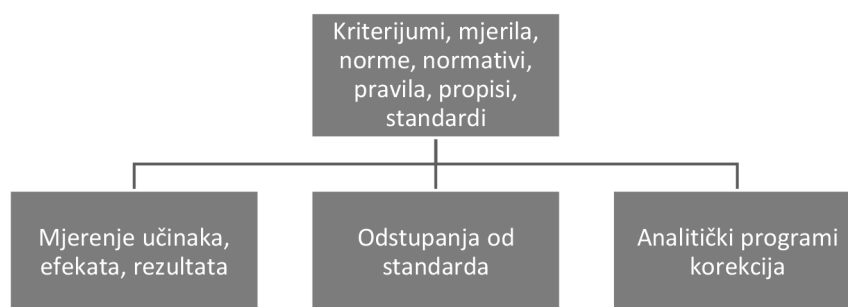 Kriterijumi, mjerila,
norme, normativi,
pravila, propisi,
standardi
Mjerenje učinaka,
efekata, rezultata
Odstupanja od
standarda
Analitički programi
korekcija